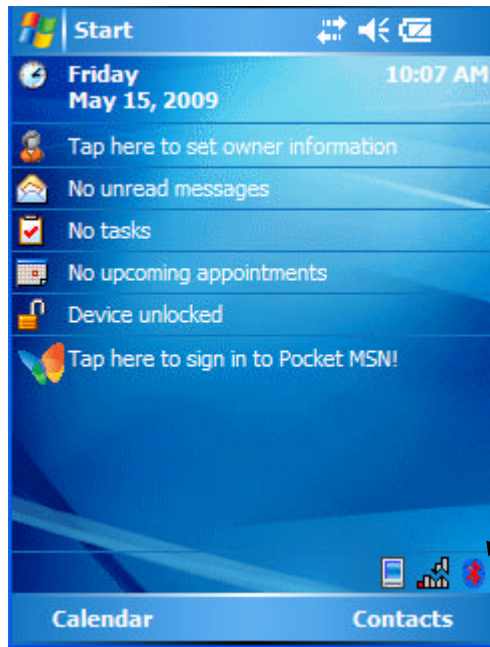 Start
Friday 10:07 AM
May 15, 2009
Tap here to set owner information
No unread messages
No tasks
No upcoming appointments
Device unlocked
Tap here to sign in to Pocket MSN!
Calendar Contacts